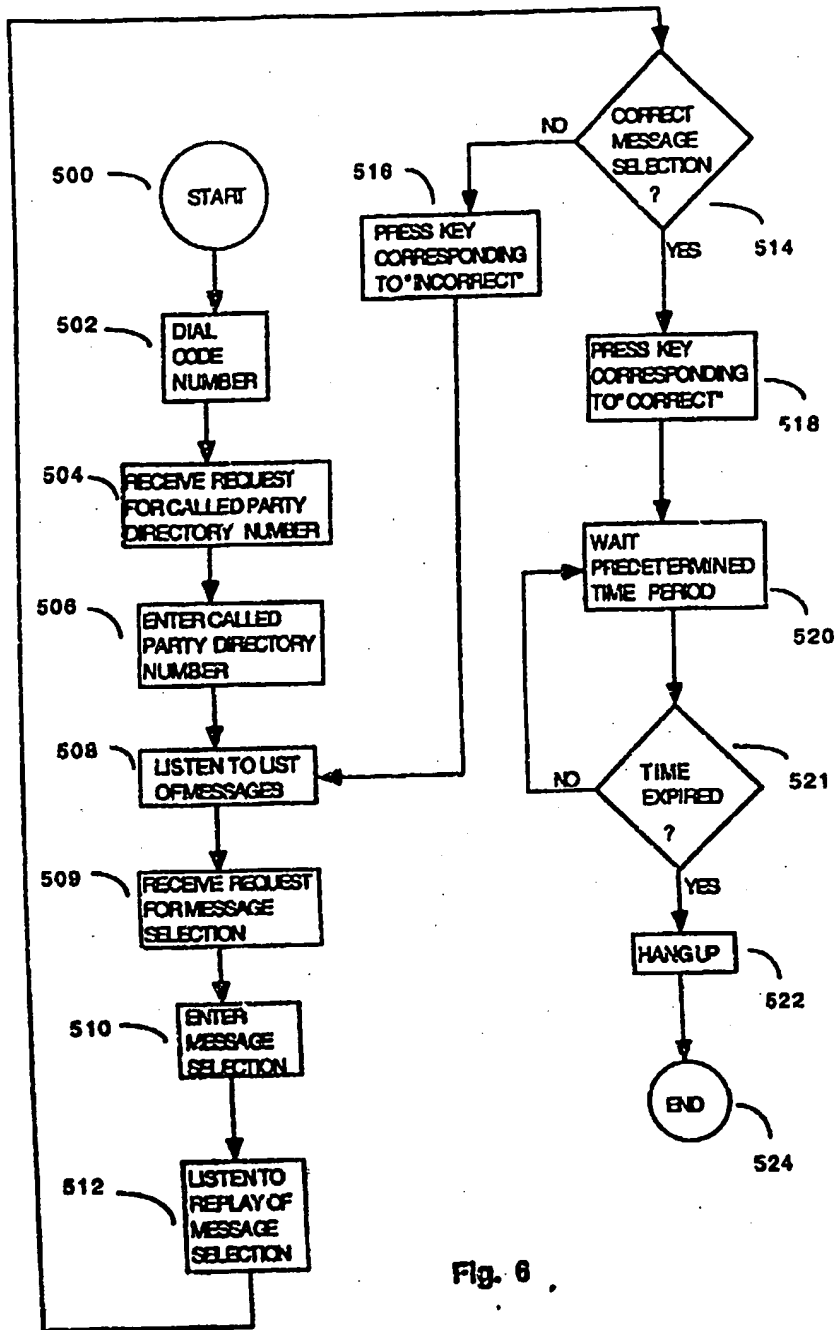 500
START
502
DIAL
CODE
NUMBER
504
RECEIVE REQUEST
FOR CALLED PARTY
DIRECTORY NUMBER
506
ENTER CALLED
PARTY DIRECTORY
NUMBER
508
LISTEN TO LIST
OF MESSAGES
509
RECEIVE REQUEST
FOR MESSAGE
SELECTION
510
ENTER
MESSAGE
SELECTION
512
LISTEN TO
REPLAY OF
MESSAGE
SELECTION
CORRECT
MESSAGE
SELECTION
?
514
NO
YES
516
PRESS KEY
CORRESPONDING
TO "INCORRECT"
PRESS KEY
CORRESPONDING
TO "CORRECT"
518
WAIT
PREDETERMINED
TIME PERIOD
520
TIME
EXPIRED
?
521
NO
YES
HANG UP
522
END
524
Fig. 6